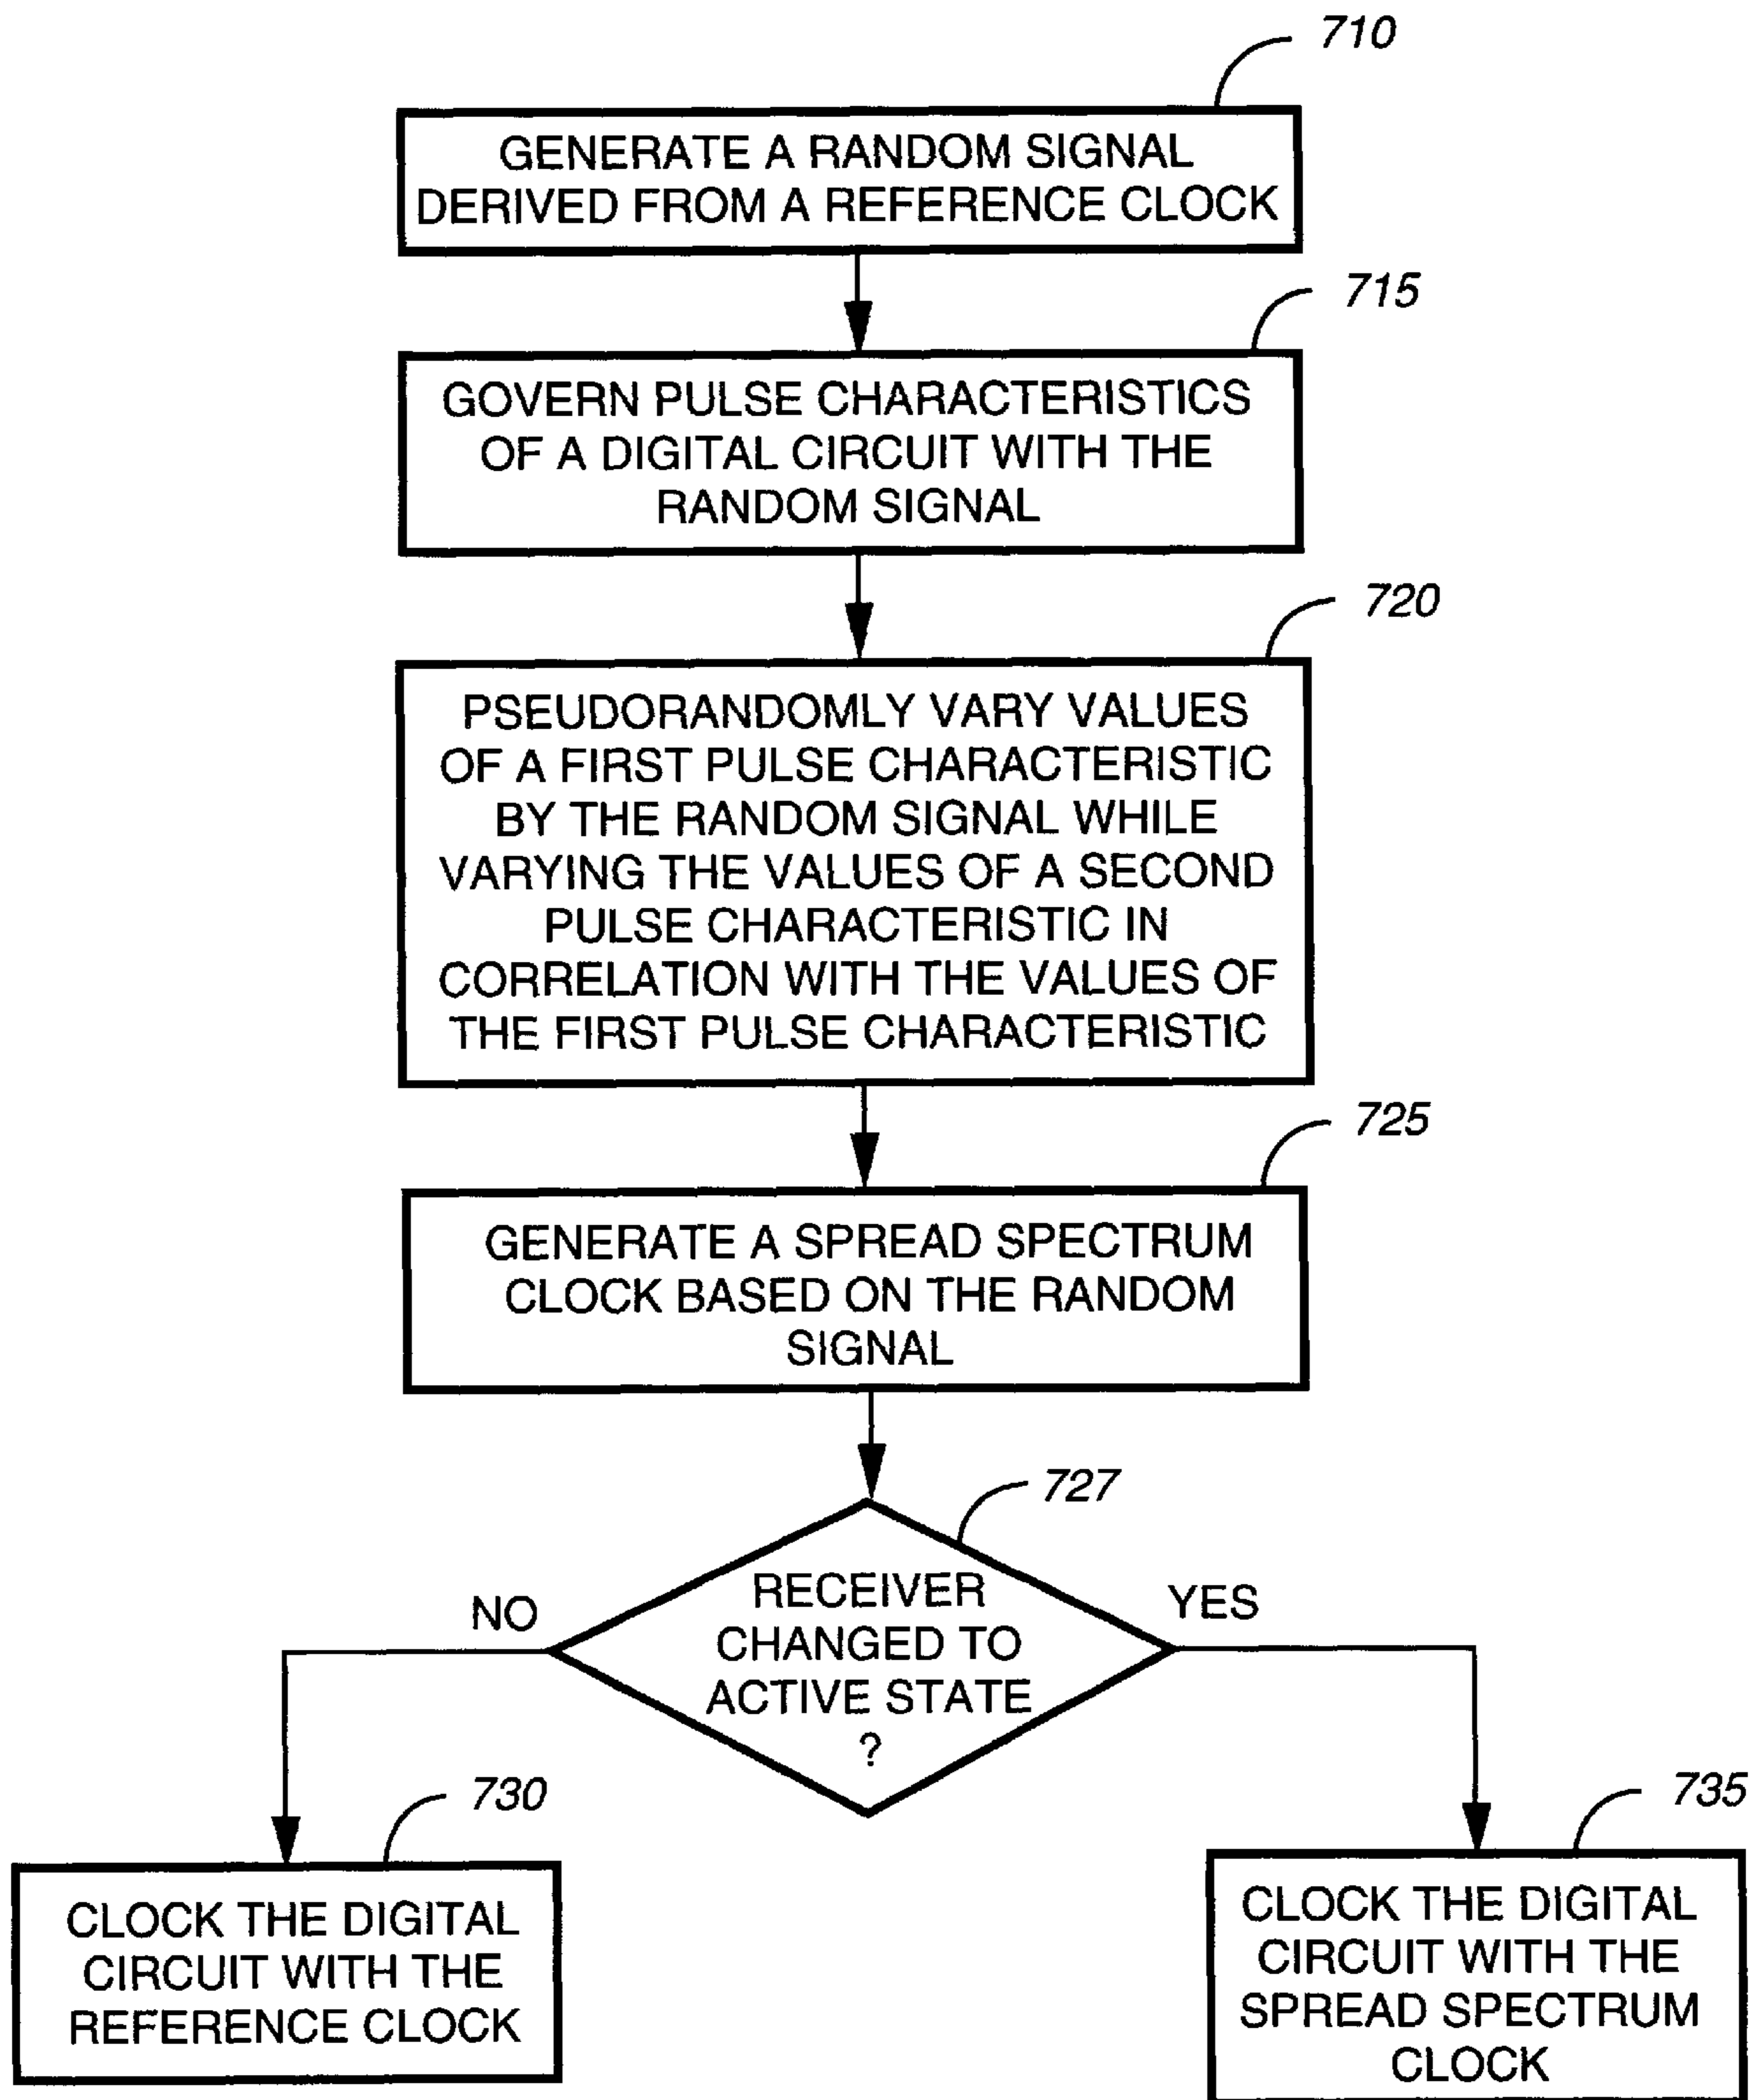 710
GENERATE A RANDOM SIGNAL
DERIVED FROM A REFERENCE CLOCK
715
GOVERN PULSE CHARACTERISTICS
OF A DIGITAL CIRCUIT WITH THE
RANDOM SIGNAL
720
PSEUDORANDOMLY VARY VALUES
OF A FIRST PULSE CHARACTERISTIC
BY THE RANDOM SIGNAL WHILE
VARYING THE VALUES OF A SECOND
PULSE CHARACTERISTIC IN
CORRELATION WITH THE VALUES OF
THE FIRST PULSE CHARACTERISTIC
725
GENERATE A SPREAD SPECTRUM
CLOCK BASED ON THE RANDOM
SIGNAL
727
RECEIVER
CHANGED TO
ACTIVE STATE
?
NO
YES
730
CLOCK THE DIGITAL
CIRCUIT WITH THE
REFERENCE CLOCK
735
CLOCK THE DIGITAL
CIRCUIT WITH THE
SPREAD SPECTRUM
CLOCK